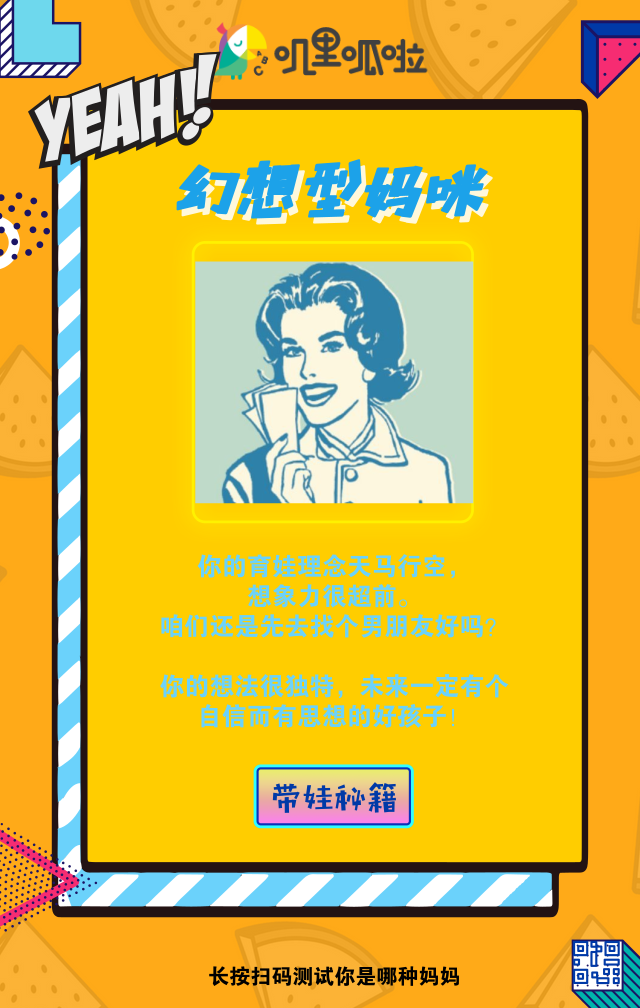 ABC
叽里呱啦
YEAH!!
幻想型妈咪
你的育娃理念天马行空，
想象力很超前。
咱们还是先去找个男朋友好吗？
你的想法很独特，未来一定有个
自信而有思想的好孩子！
带娃秘籍
长按扫码测试你是哪种妈妈